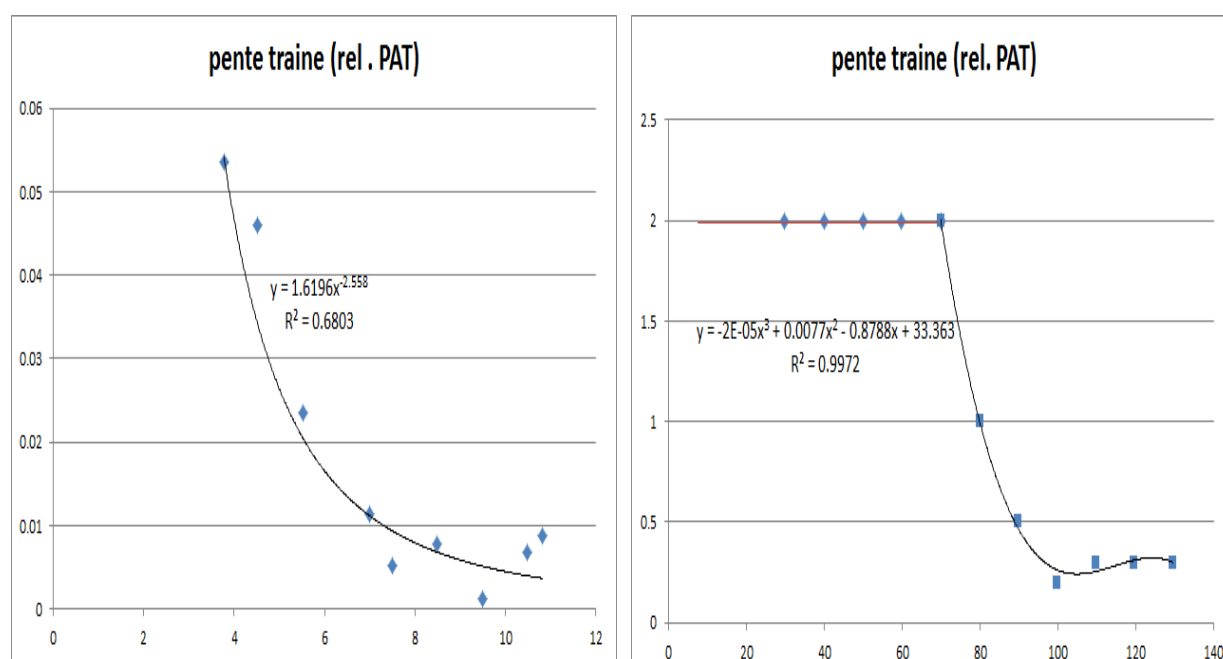 pente traine (rel . PAT)
0.06
0.05
0.04
0.03
0.02
0.01
0
0 2 4 6 8 10 12
y = 1.6196x^-2.558
R² = 0.6803
pente traine (rel. PAT)
2.5
2
1.5
1
0.5
0
0 20 40 60 80 100 120 140
y = -2E-05x³ + 0.0077x² - 0.8788x + 33.363
R² = 0.9972